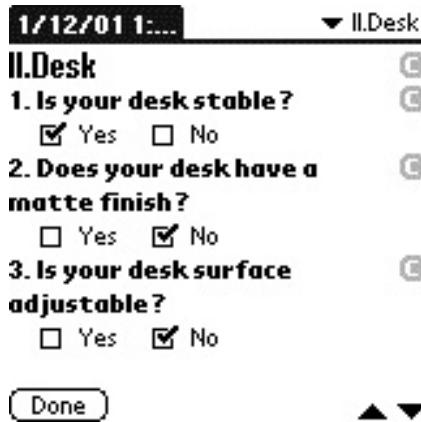 1/12/01 1:....
II.Desk
II.Desk
C
1. Is your desk stable?
C
Yes No
2. Does your desk have a
C
matte finish?
Yes No
3. Is your desk surface
C
adjustable?
Yes No
Done